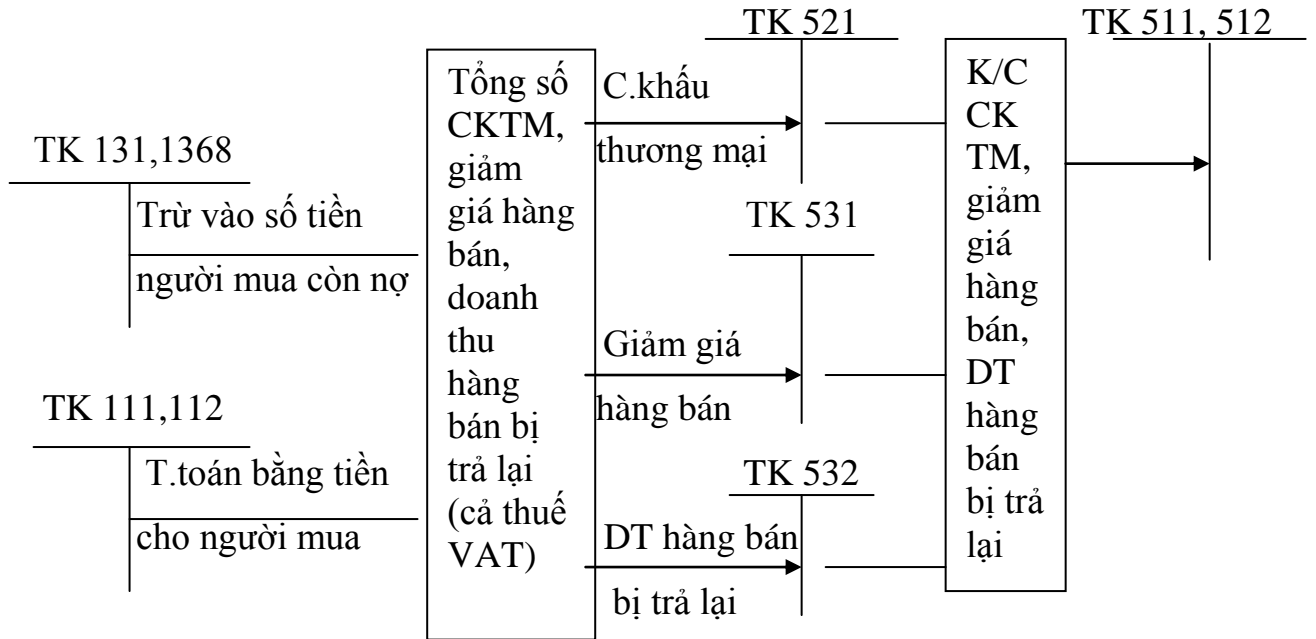 TK 131,1368
Trừ vào số tiền
người mua còn nợ
TK 111,112
T.toán bằng tiền
cho người mua
Tổng số
CKTM,
giảm
giá hàng
bán,
doanh
thu
hàng
bán bị
trả lại
(cả thuế
VAT)
TK 521
C.khấu
thương mại
TK 531
Giảm giá
hàng bán
TK 532
DT hàng bán
bị trả lại
K/C
CK
TM,
giảm
giá
hàng
bán,
DT
hàng
bán
bị trả
lại
TK 511, 512